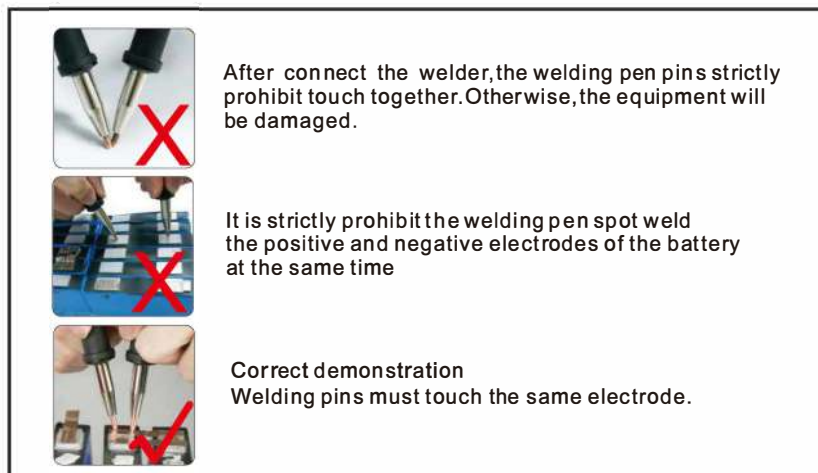 After connect the welder,the welding pen pins strictly
prohibit touch together.Otherwise,the equipment will
be damaged.
It is strictly prohibit the welding pen spot weld
the positive and negative electrodes of the battery
at the same time
Correct demonstration
Welding pins must touch the same electrode.